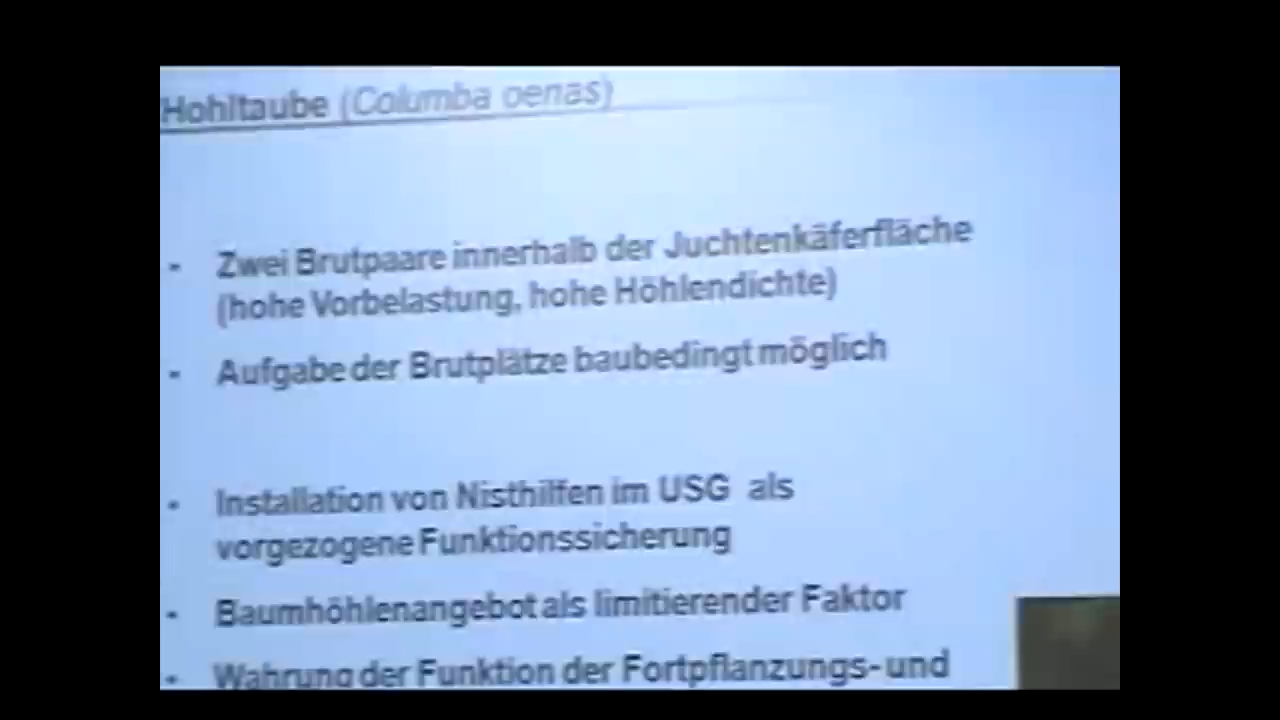 Hohltaube (Columba oenas)
- Zwei Brutpaare innerhalb der Juchtenkäferfläche
(hohe Vorbelastung, hohe Höhlendichte)
- Aufgabe der Brutplätze baubedingt möglich
- Installation von Nisthilfen im USG als
vorgezogene Funktionssicherung
- Baumhöhlenangebot als limitierender Faktor
- Wahrung der Funktion der Fortpflanzungs- und